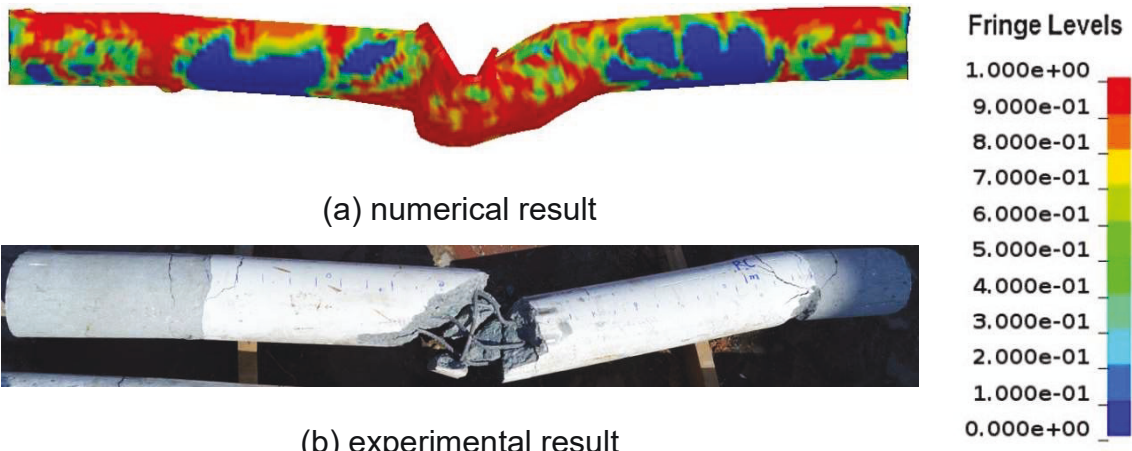 Fringe Levels
1.000e+00
9.000e-01
8.000e-01
7.000e-01
6.000e-01
5.000e-01
4.000e-01
3.000e-01
2.000e-01
1.000e-01
0.000e+00
(a) numerical result
RC
1m
(b) experimental result